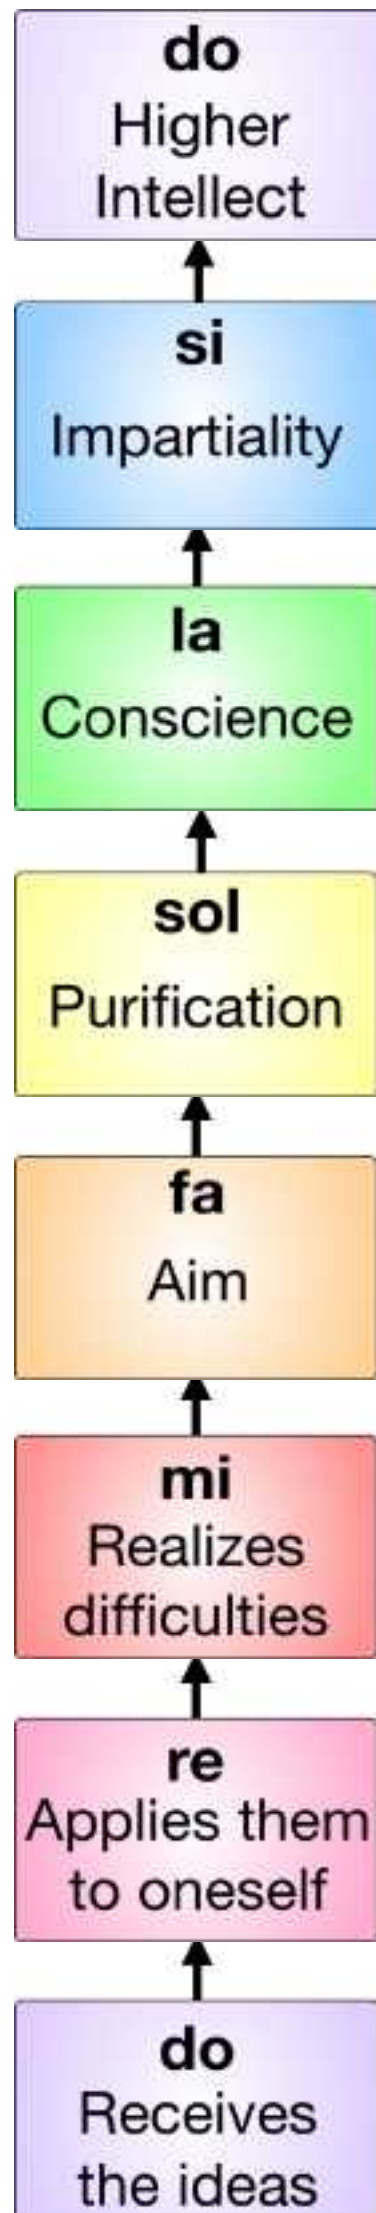 do
Higher
Intellect
si
Impartiality
la
Conscience
sol
Purification
fa
Aim
mi
Realizes
difficulties
re
Applies them
to oneself
do
Receives
the ideas